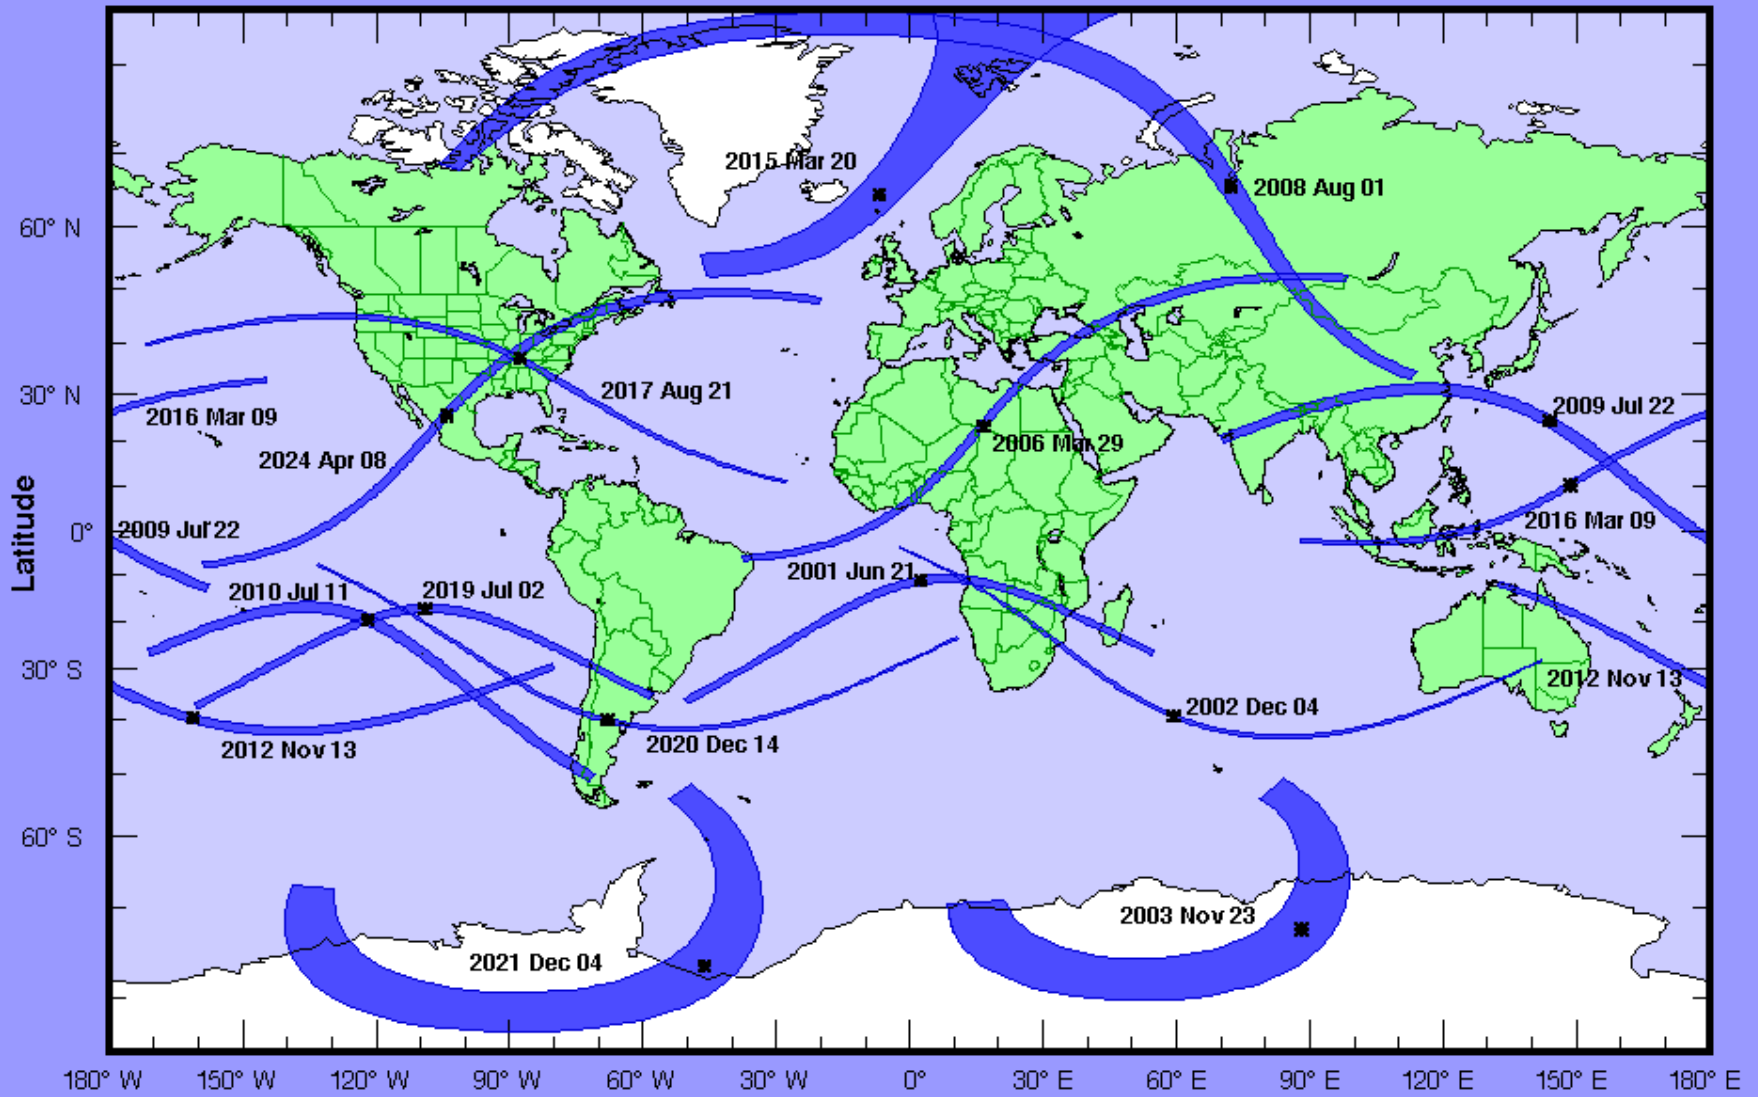 2015 Mar 20
2008 Aug 01
60° N
30° N
2016 Mar 09
2017 Aug 21
2009 Jul 22
2006 Mar 29
2024 Apr 08
2016 Mar 09
2009 Jul 22
0°
Latitude
2001 Jun 21
2010 Jul 11
2019 Jul 02
30° S
2012 Nov 13
2002 Dec 04
2012 Nov 13
2020 Dec 14
60° S
2003 Nov 23
2021 Dec 04
180° W
150° W
120° W
90° W
60° W
30° W
0°
30° E
60° E
90° E
120° E
150° E
180° E